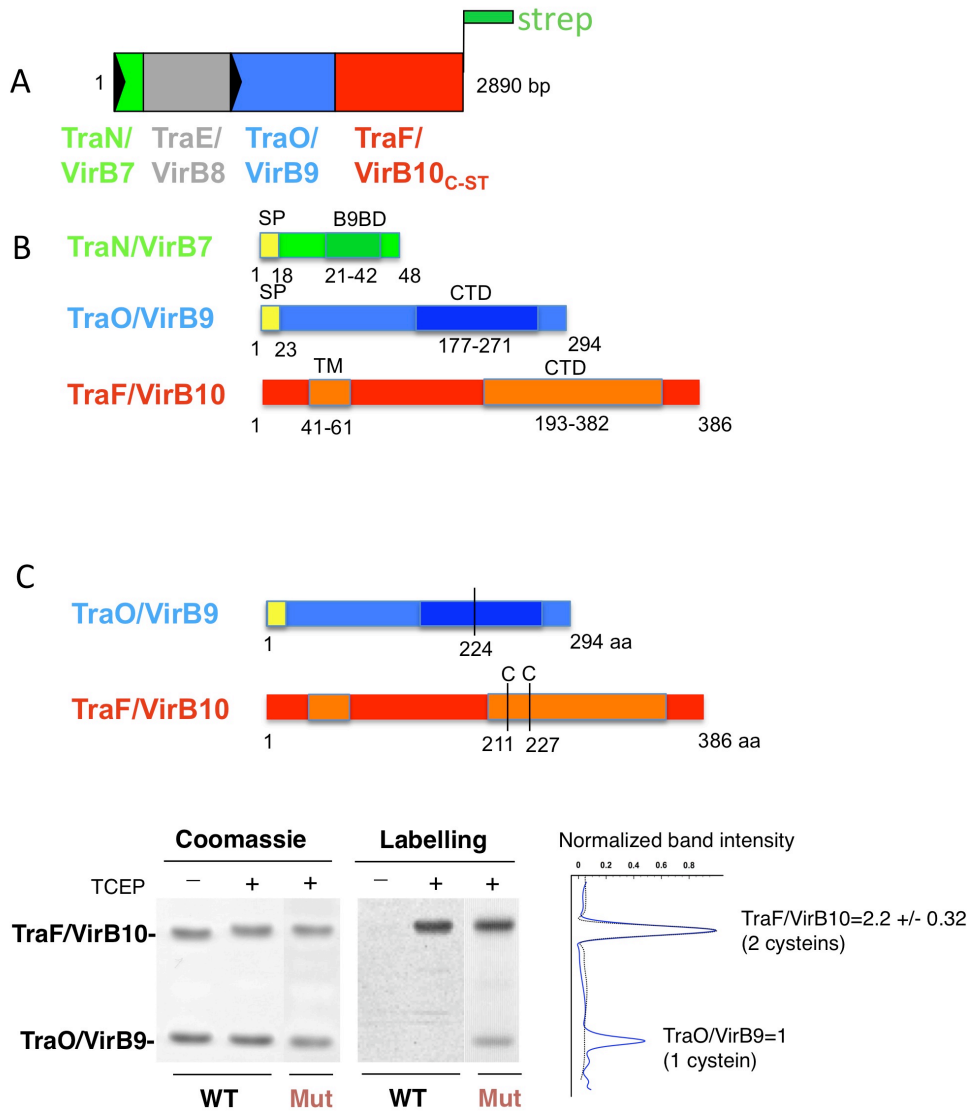 strep
A
1
2890 bp
TraN/ TraE/ TraO/ TraF/
VirB7 VirB8 VirB9 VirB10C-ST
B
SP B9BD
TraN/VirB7
1 18 21-42 48
SP CTD
TraO/VirB9
1 23 177-271 294
TM CTD
TraF/VirB10
1 41-61 193-382 386
C
TraO/VirB9
1 224 294 aa
C C
TraF/VirB10
1 211 227 386 aa
Coomassie Labelling
Normalized band intensity
0 0.2 0.4 0.6 0.8
TCEP − + + − + +
TraF/VirB10-
TraF/VirB10=2.2 +/- 0.32
(2 cysteins)
TraO/VirB9-
TraO/VirB9=1
(1 cystein)
WT Mut WT Mut